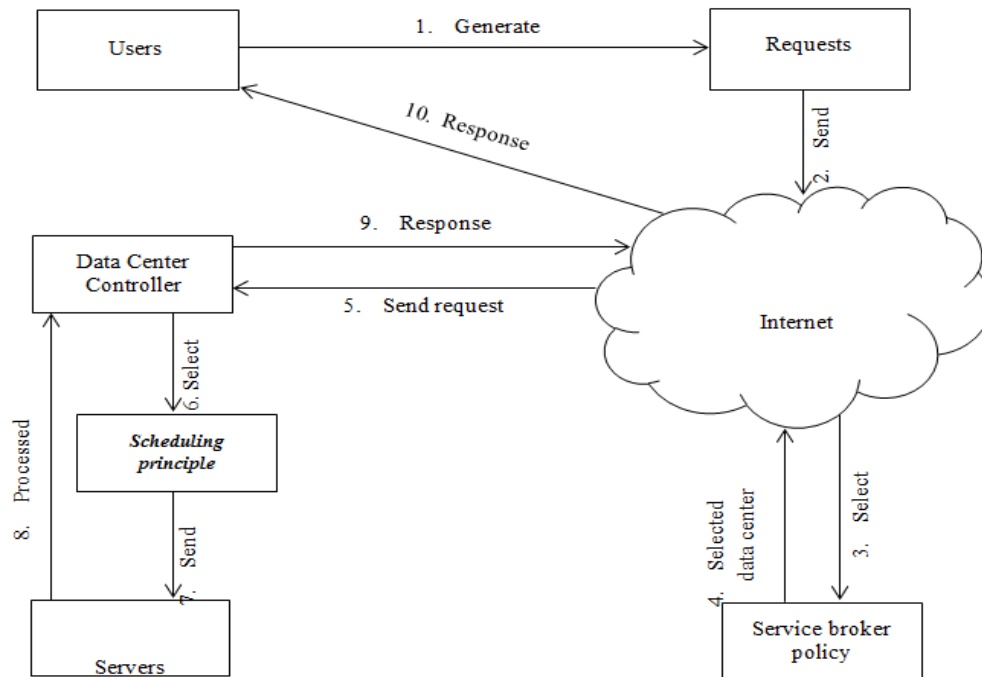 Users
1. Generate
Requests
2. Send
10. Response
9. Response
Data Center
Controller
5. Send request
Internet
6. Select
Scheduling
principle
8. Processed
7. Send
4. Selected
data center
3. Select
Servers
Service broker
policy